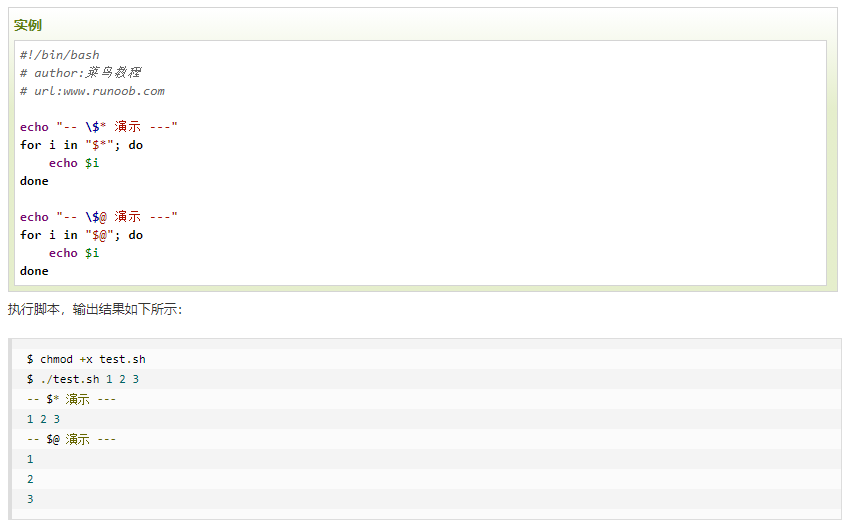 实例
#!/bin/bash
# author:菜鸟教程
# url:www.runoob.com
echo "-- \$* 演示 ---"
for i in "$*"; do
    echo $i
done
echo "-- \$@ 演示 ---"
for i in "$@"; do
    echo $i
done
执行脚本，输出结果如下所示：
$ chmod +x test.sh
$ ./test.sh 1 2 3
-- $* 演示 ---
1 2 3
-- $@ 演示 ---
1
2
3